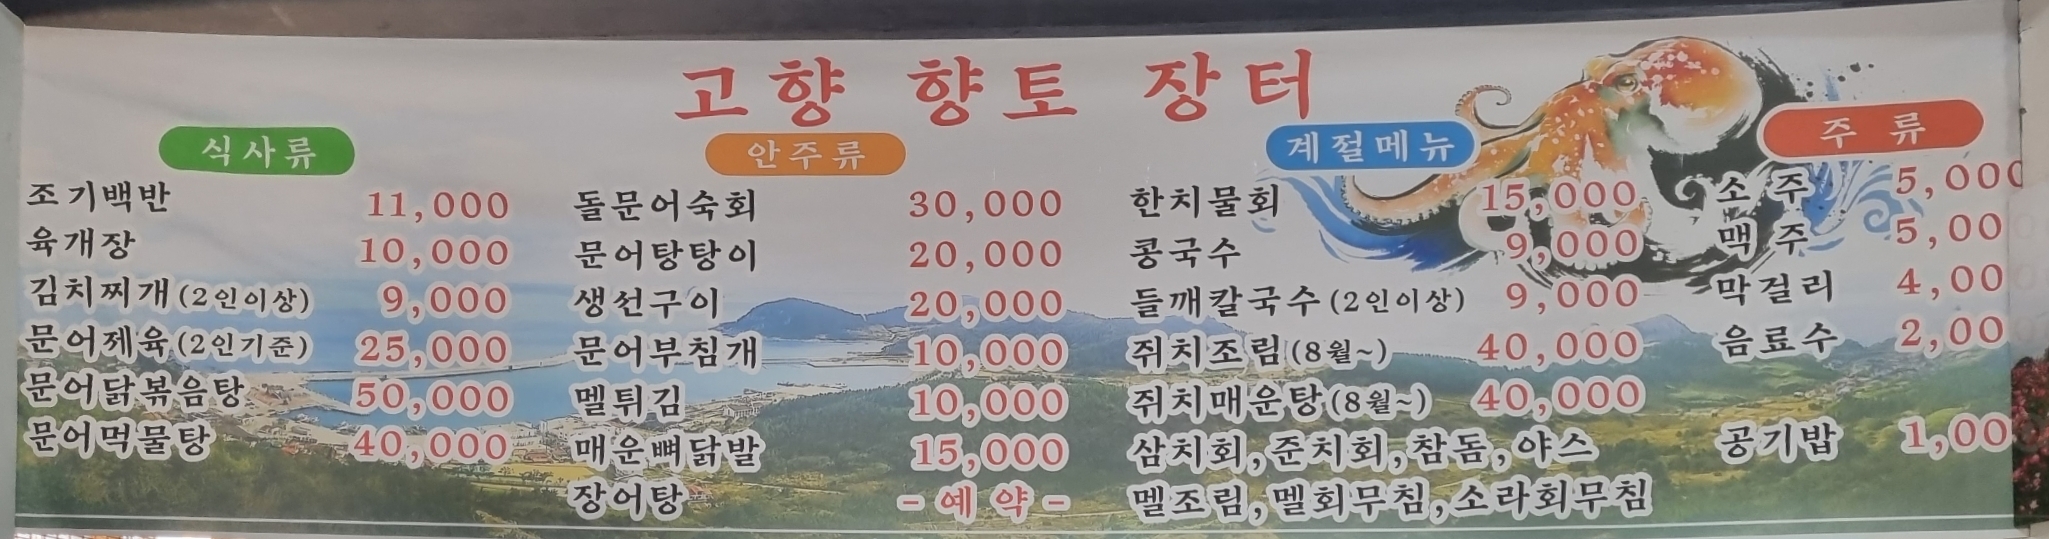 고향 향토 장터
식사류
조기백반 11,000
육개장 10,000
김치찌개(2인이상) 9,000
문어제육(2인기준) 25,000
문어닭볶음탕 50,000
문어먹물탕 40,000
안주류
돌문어숙회 30,000
문어탕탕이 20,000
생선구이 20,000
문어부침개 10,000
멜튀김 10,000
매운뼈닭발 15,000
장어탕 -예약-
계절메뉴
한치물회 15,000
콩국수 9,000
들깨칼국수(2인이상) 9,000
쥐치조림(8월~) 40,000
쥐치매운탕(8월~) 40,000
삼치회,준치회,참돔,야스
멜조림,멜회무침,소라회무침
주류
소주 5,000
맥주 5,00
막걸리 4,00
음료수 2,00
공기밥 1,00